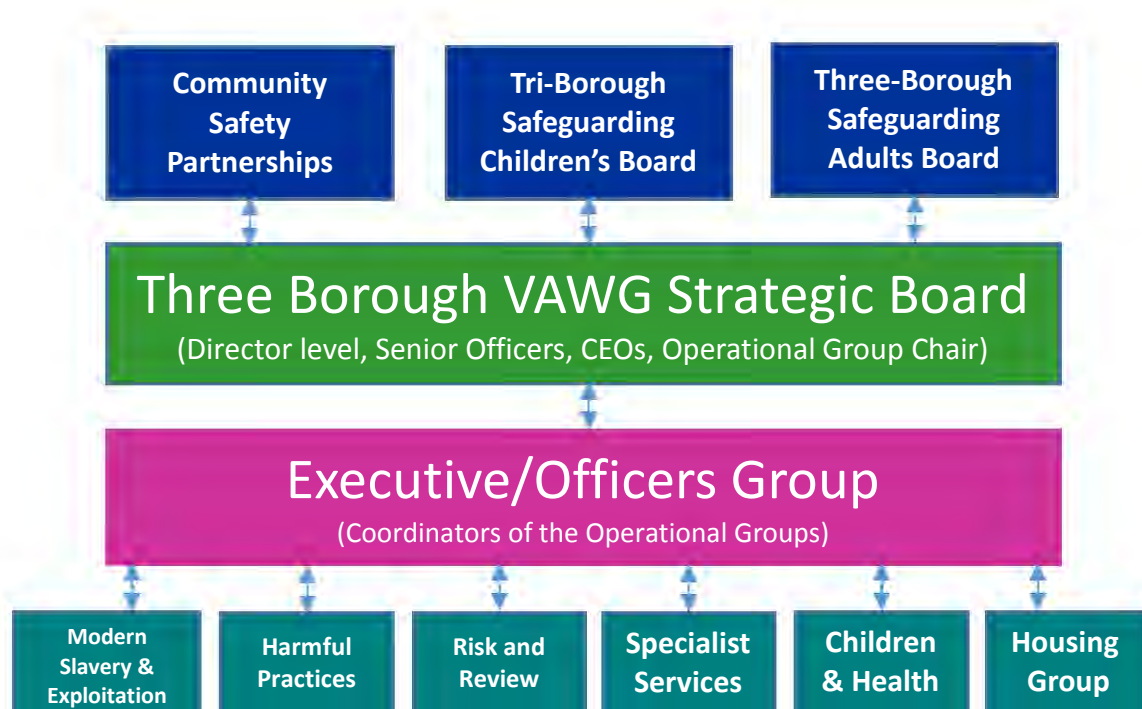 Community
Safety
Partnerships
Tri-Borough
Safeguarding
Children’s Board
Three-Borough
Safeguarding
Adults Board
Three Borough VAWG Strategic Board
(Director level, Senior Officers, CEOs, Operational Group Chair)
Executive/Officers Group
(Coordinators of the Operational Groups)
Modern
Slavery &
Exploitation
Harmful
Practices
Risk and
Review
Specialist
Services
Children
& Health
Housing
Group